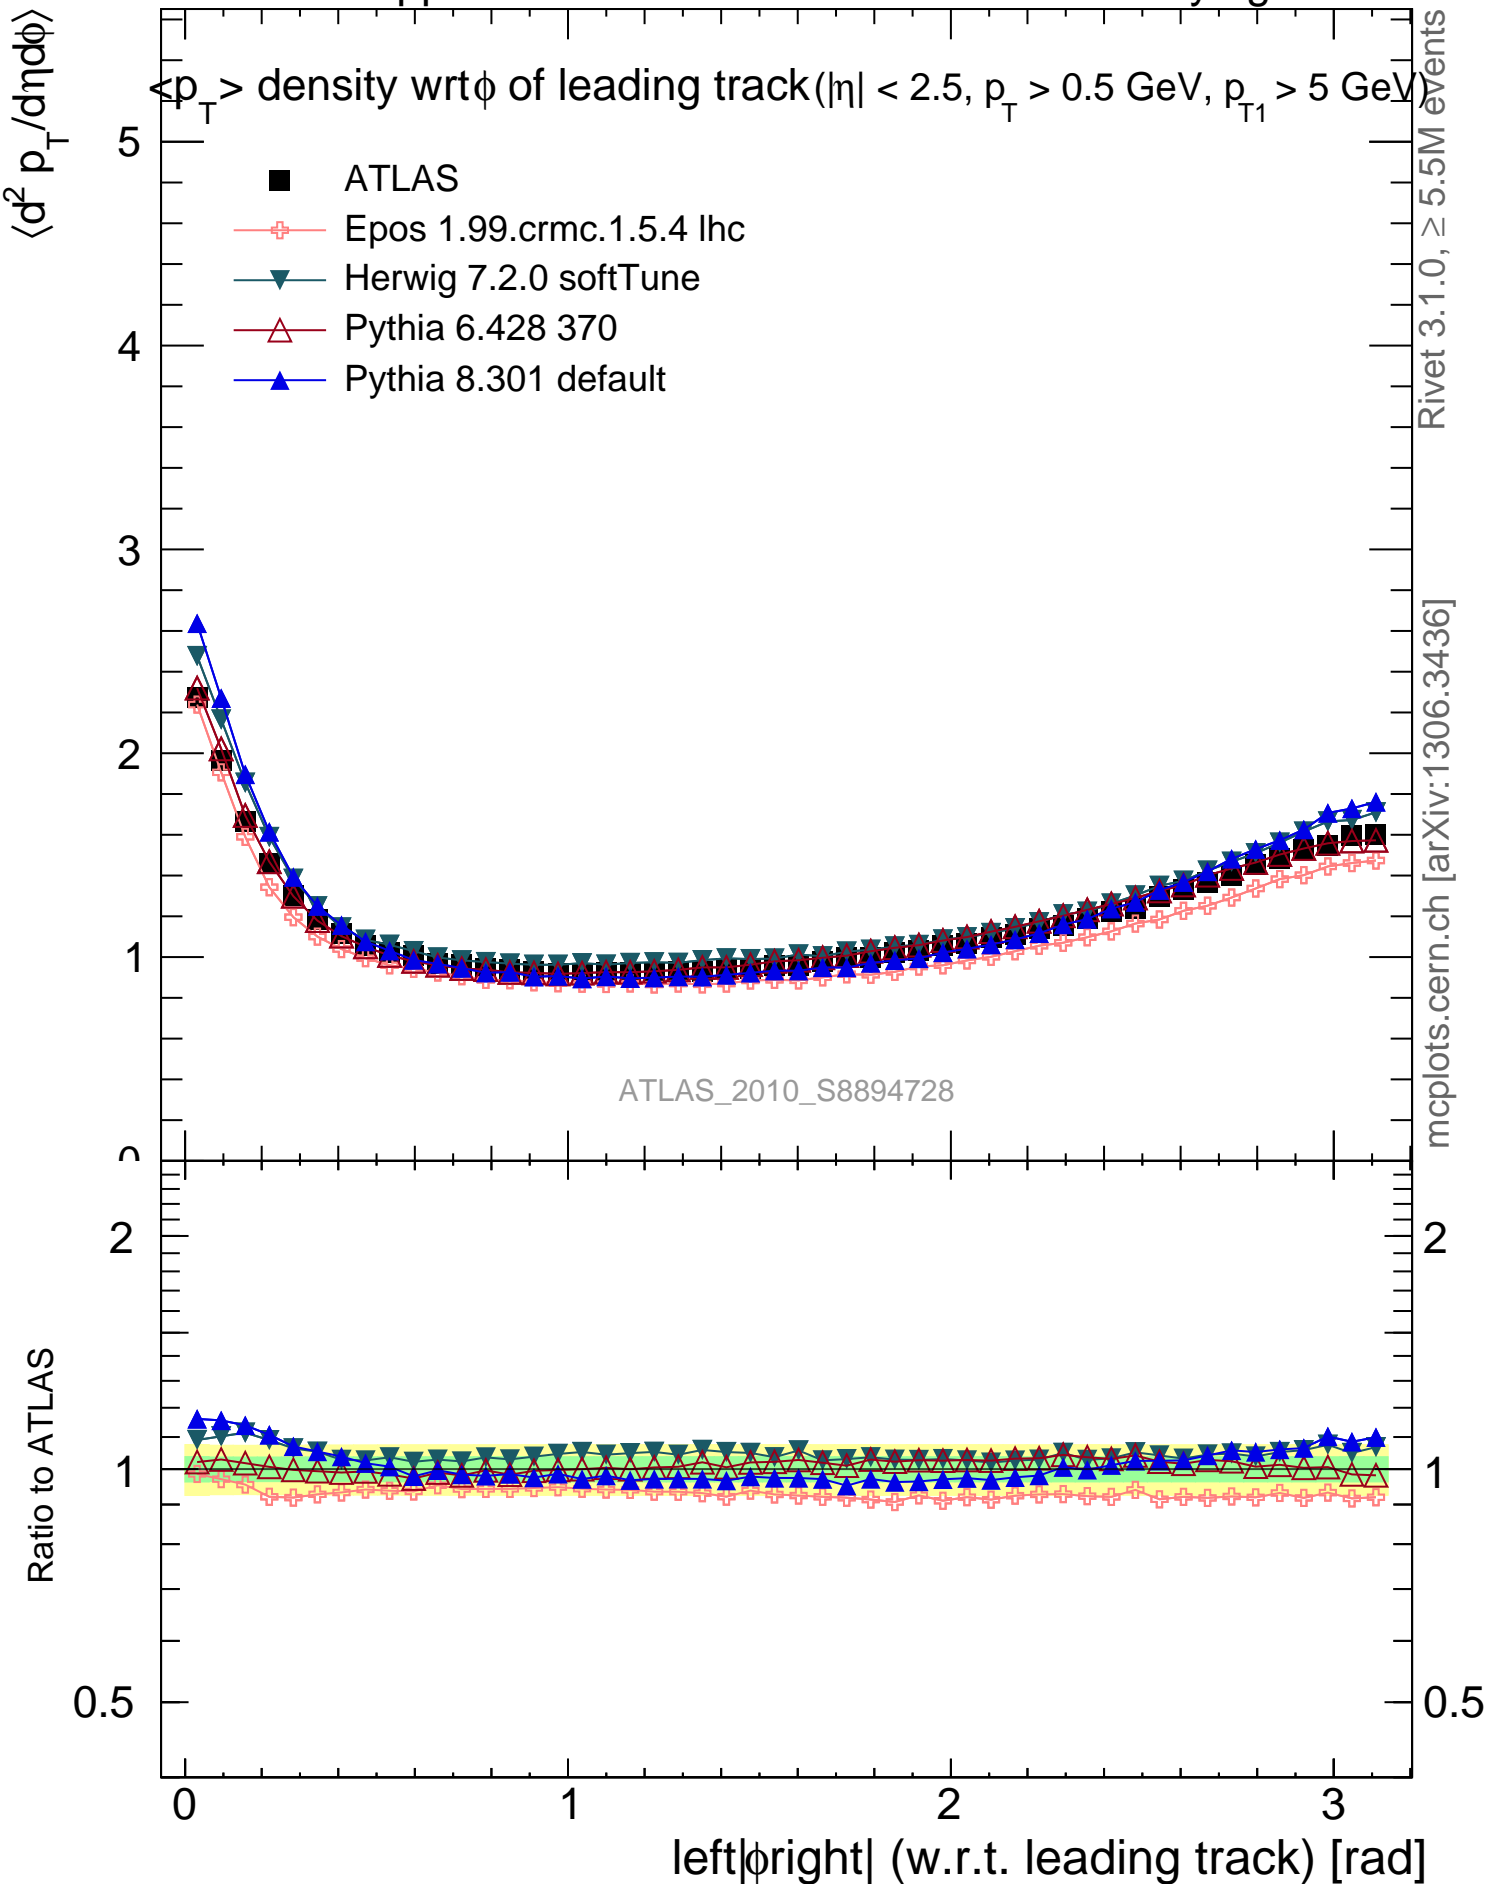 ⟨d² p_T/dηdϕ⟩
<p_T> density wrt ϕ of leading track (|η| < 2.5, p_T > 0.5 GeV, p_T1 > 5 GeV)
ATLAS
Epos 1.99.crmc.1.5.4 lhc
Herwig 7.2.0 softTune
Pythia 6.428 370
Pythia 8.301 default
5
4
3
2
1
0
ATLAS_2010_S8894728
Rivet 3.1.0, ≥ 5.5M events
mcplots.cern.ch [arXiv:1306.3436]
Ratio to ATLAS
2
1
0.5
2
1
0.5
0
1
2
3
left|ϕright| (w.r.t. leading track) [rad]